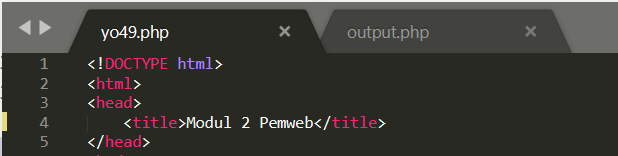 yo49.php × output.php ×
1 <!DOCTYPE html>
2 <html>
3 <head>
4 <title>Modul 2 Pemweb</title>
5 </head>